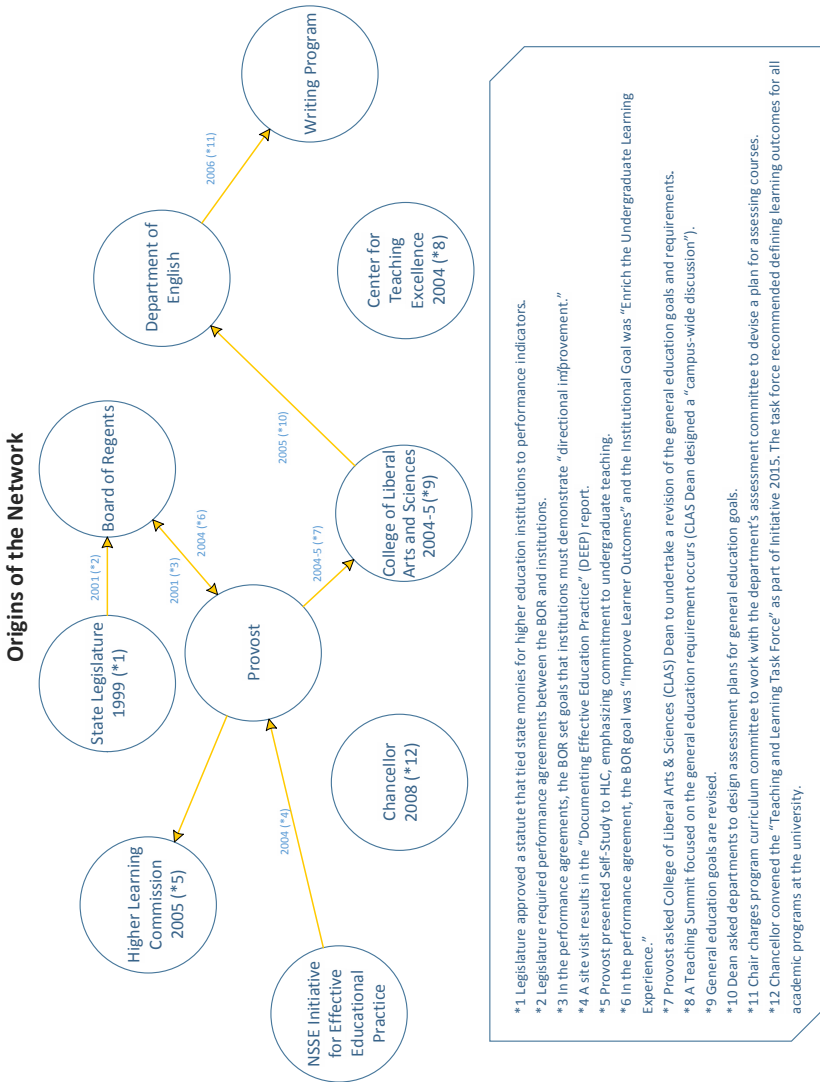 Origins of the Network
State Legislature
1999 (*1)
2001 (*2)
Board of Regents
Higher Learning
Commission
2005 (*5)
Provost
2001 (*3)
2004 (*6)
Department of
English
2006 (*11)
Writing Program
NSSE Initiative
for Effective
Educational
Practice
2004 (*4)
Chancellor
2008 (*12)
2004-5 (*7)
College of Liberal
Arts and Sciences
2004-5 (*9)
2005 (*10)
Center for
Teaching
Excellence
2004 (*8)
*1 Legislature approved a statute that tied state monies for higher education institutions to performance indicators.
*2 Legislature required performance agreements between the BOR and institutions.
*3 In the performance agreements, the BOR set goals that institutions must demonstrate “directional improvement.”
*4 A site visit results in the “Documenting Effective Education Practice” (DEEP) report.
*5 Provost presented Self-Study to HLC, emphasizing commitment to undergraduate teaching.
*6 In the performance agreement, the BOR goal was “Improve Learner Outcomes” and the Institutional Goal was “Enrich the Undergraduate Learning
Experience.”
*7 Provost asked College of Liberal Arts & Sciences (CLAS) Dean to undertake a revision of the general education goals and requirements.
*8 A Teaching Summit focused on the general education requirement occurs (CLAS Dean designed a “campus-wide discussion”).
*9 General education goals are revised.
*10 Dean asked departments to design assessment plans for general education goals.
*11 Chair charges program curriculum committee to work with the department’s assessment committee to devise a plan for assessing courses.
*12 Chancellor convened the “Teaching and Learning Task Force” as part of Initiative 2015. The task force recommended defining learning outcomes for all
academic programs at the university.